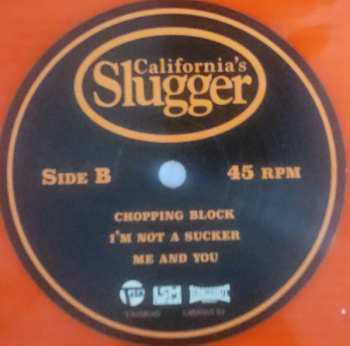 California's
Slugger
SIDE B
45 RPM
CHOPPING BLOCK
I'M NOT A SUCKER
ME AND YOU